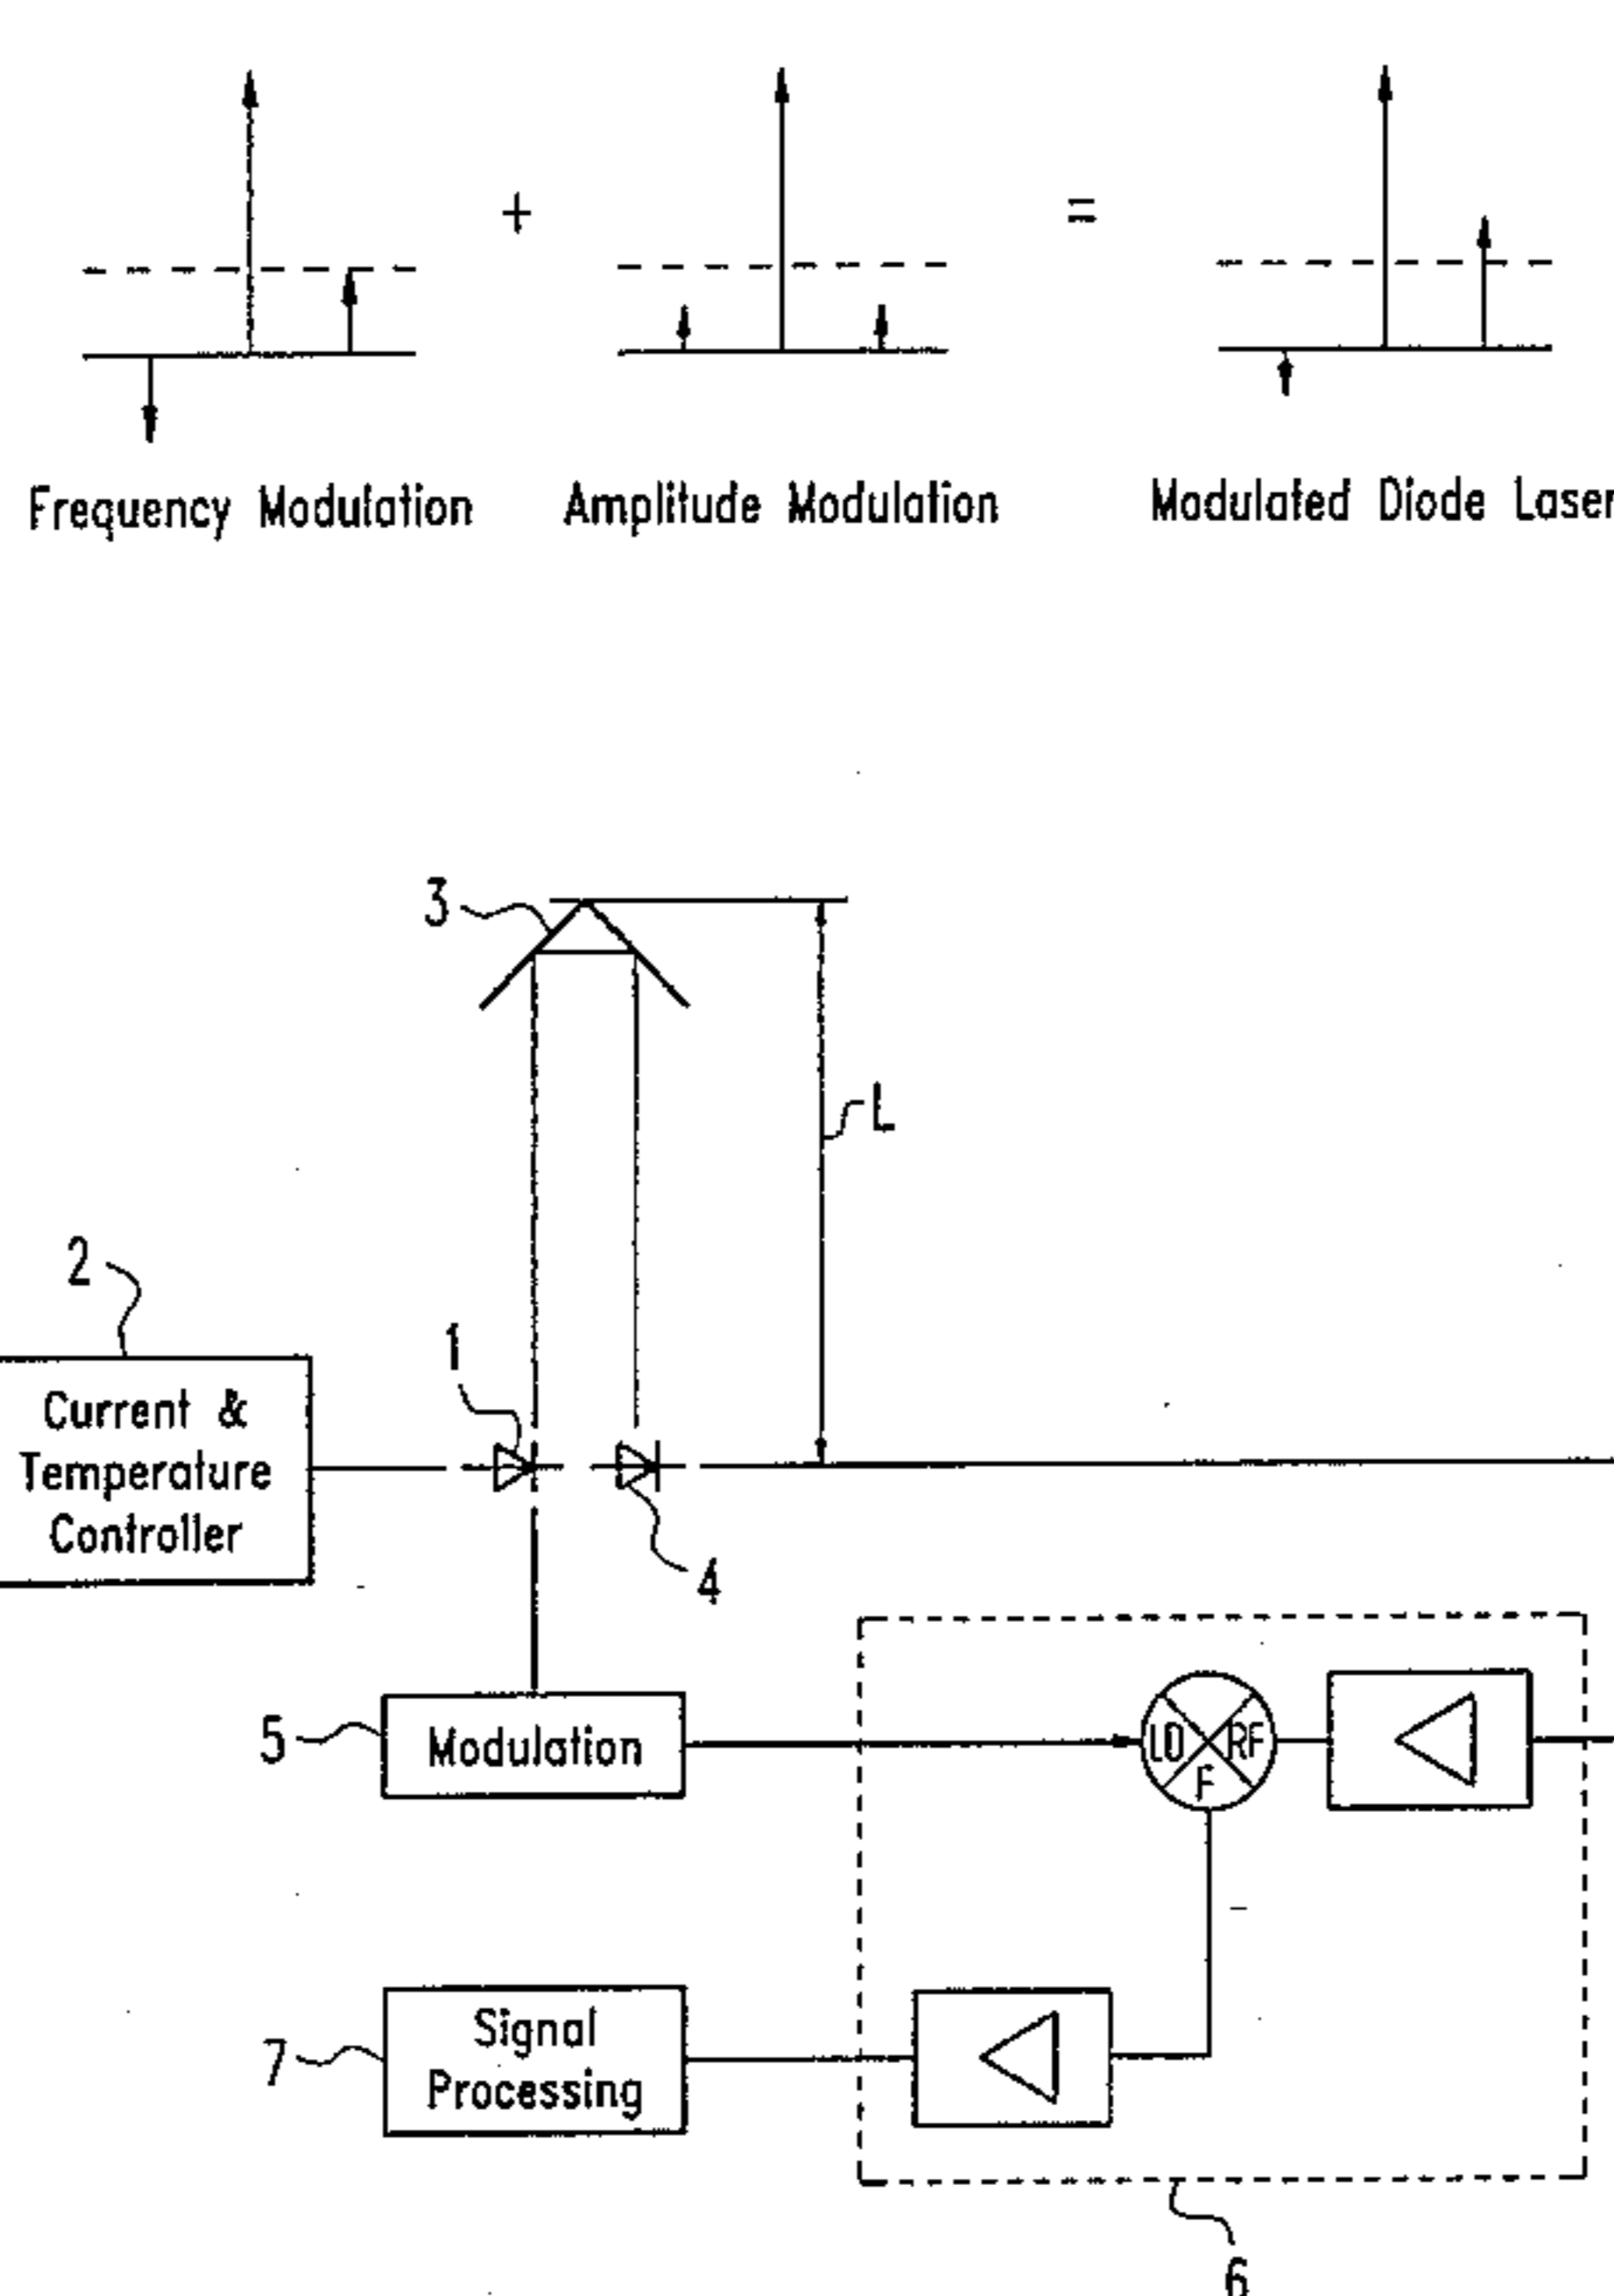 +
=
Frequency Modulation
Amplitude Modulation
Modulated Diode Laser
3
L
2
1
Current &
Temperature
Controller
4
5
Modulation
LO
RF
F
7
Signal
Processing
6